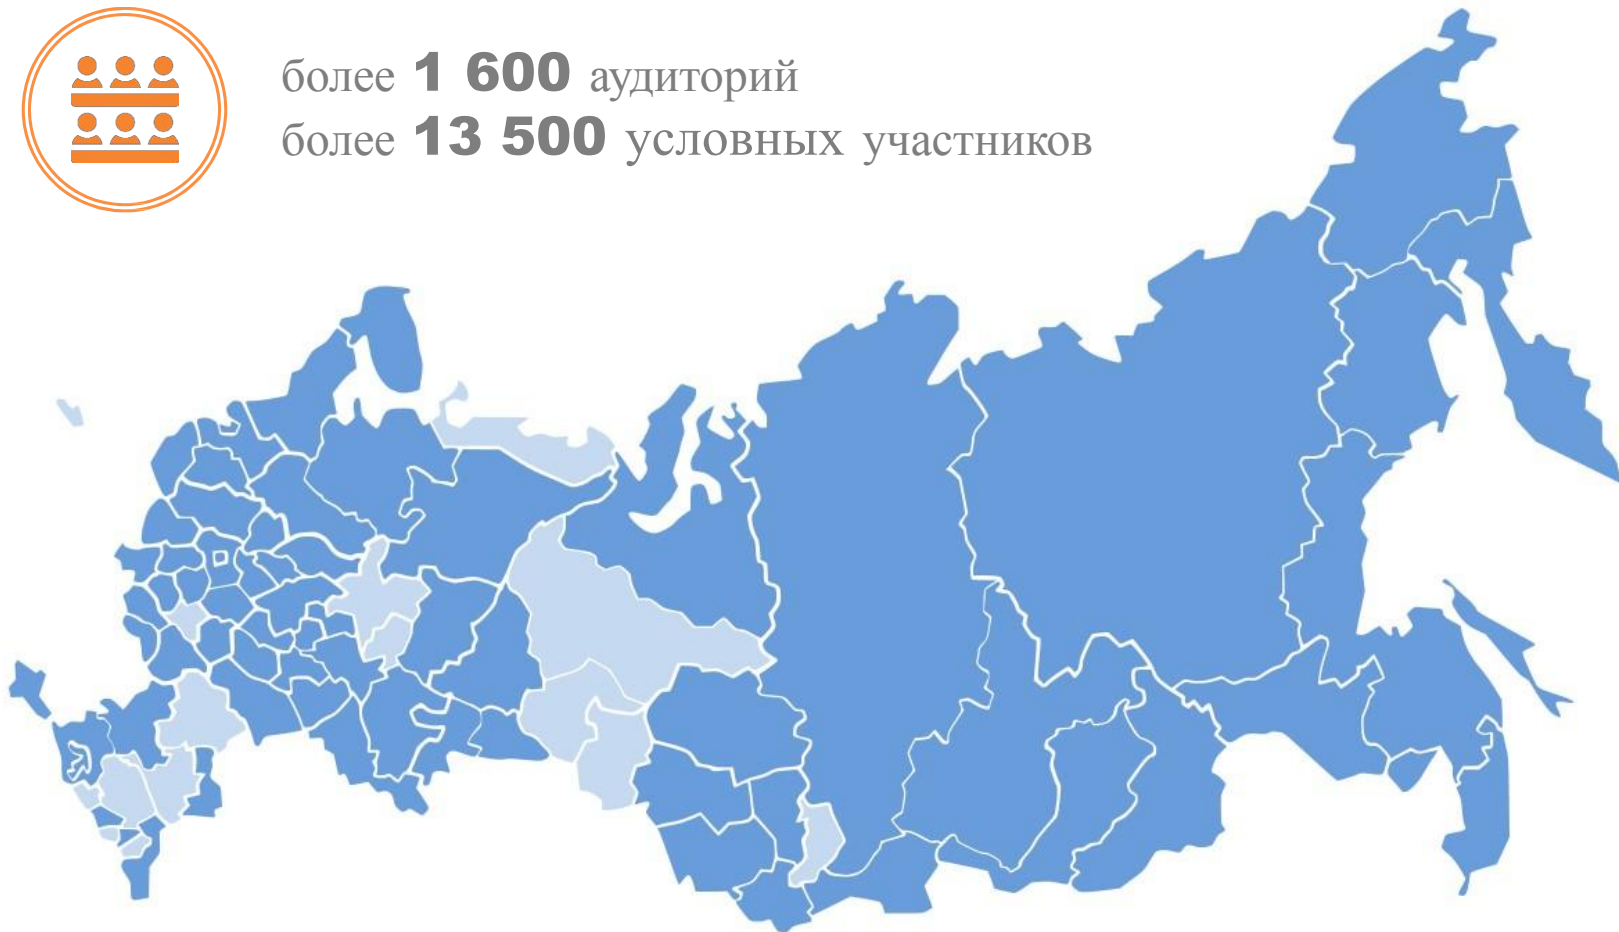 более 1 600 аудиторий
более 13 500 условных участников